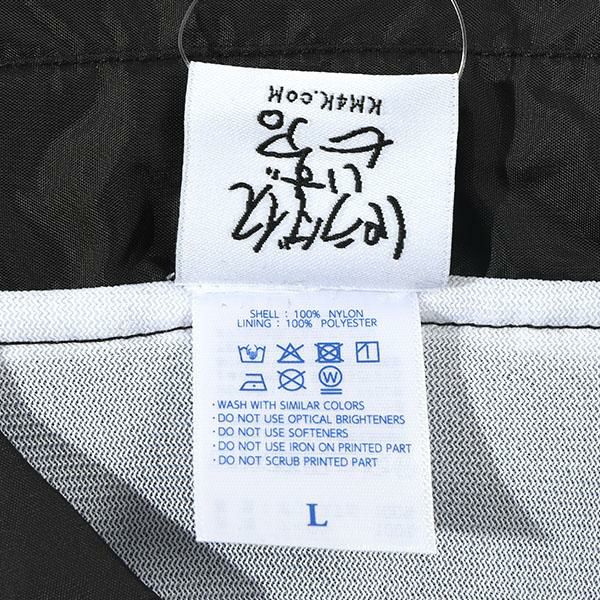 KM4K.COM
SHELL : 100% NYLON
LINING : 100% POLYESTER
W
· WASH WITH SIMILAR COLORS
· DO NOT USE OPTICAL BRIGHTENERS
· DO NOT USE SOFTENERS
· DO NOT USE IRON ON PRINTED PART
· DO NOT SCRUB PRINTED PART
L